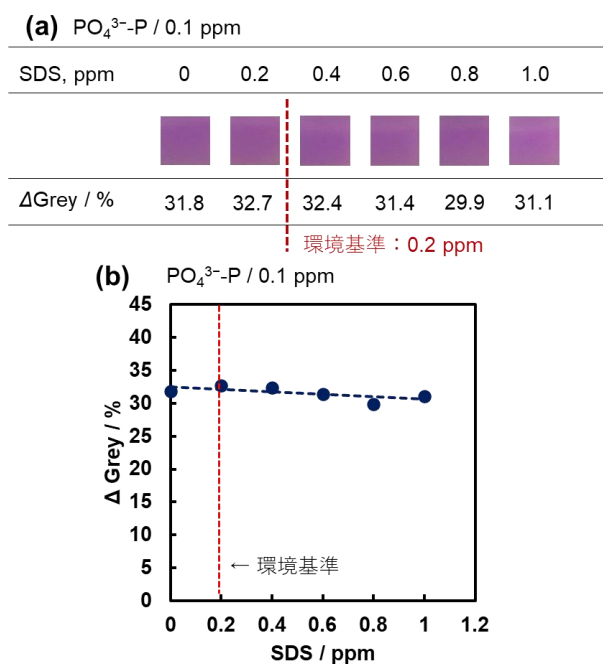 (a) PO₄³⁻-P / 0.1 ppm
SDS, ppm 0 0.2 0.4 0.6 0.8 1.0
ΔGrey / % 31.8 32.7 32.4 31.4 29.9 31.1
環境基準：0.2 ppm
(b) PO₄³⁻-P / 0.1 ppm
45
40
35
30
25
20
15
10
5
0
Δ Grey / %
← 環境基準
0 0.2 0.4 0.6 0.8 1 1.2
SDS / ppm